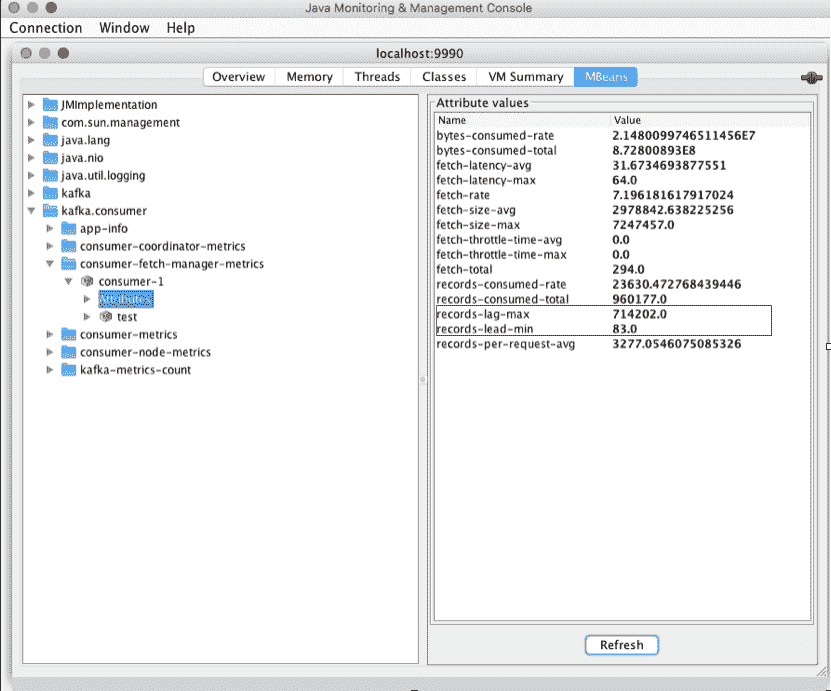 Java Monitoring & Management Console
Connection Window Help
localhost:9990
Overview Memory Threads Classes VM Summary MBeans
JMImplementation
com.sun.management
java.lang
java.nio
java.util.logging
kafka
kafka.consumer
app-info
consumer-coordinator-metrics
consumer-fetch-manager-metrics
consumer-1
Attributes
test
consumer-metrics
consumer-node-metrics
kafka-metrics-count
Attribute values
Name Value
bytes-consumed-rate 2.1480099746511456E7
bytes-consumed-total 8.72800893E8
fetch-latency-avg 31.6734693877551
fetch-latency-max 64.0
fetch-rate 7.196181617917024
fetch-size-avg 2978842.638225256
fetch-size-max 7247457.0
fetch-throttle-time-avg 0.0
fetch-throttle-time-max 0.0
fetch-total 294.0
records-consumed-rate 23630.472768439446
records-consumed-total 960177.0
records-lag-max 714202.0
records-lead-min 83.0
records-per-request-avg 3277.0546075085326
Refresh